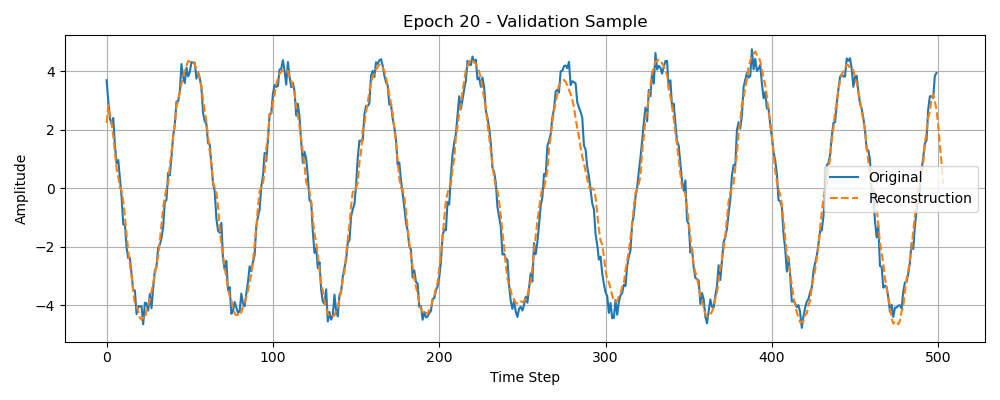 Epoch 20 - Validation Sample
Amplitude
4
2
0
−2
−4
Original
Reconstruction
0
100
200
300
400
500
Time Step